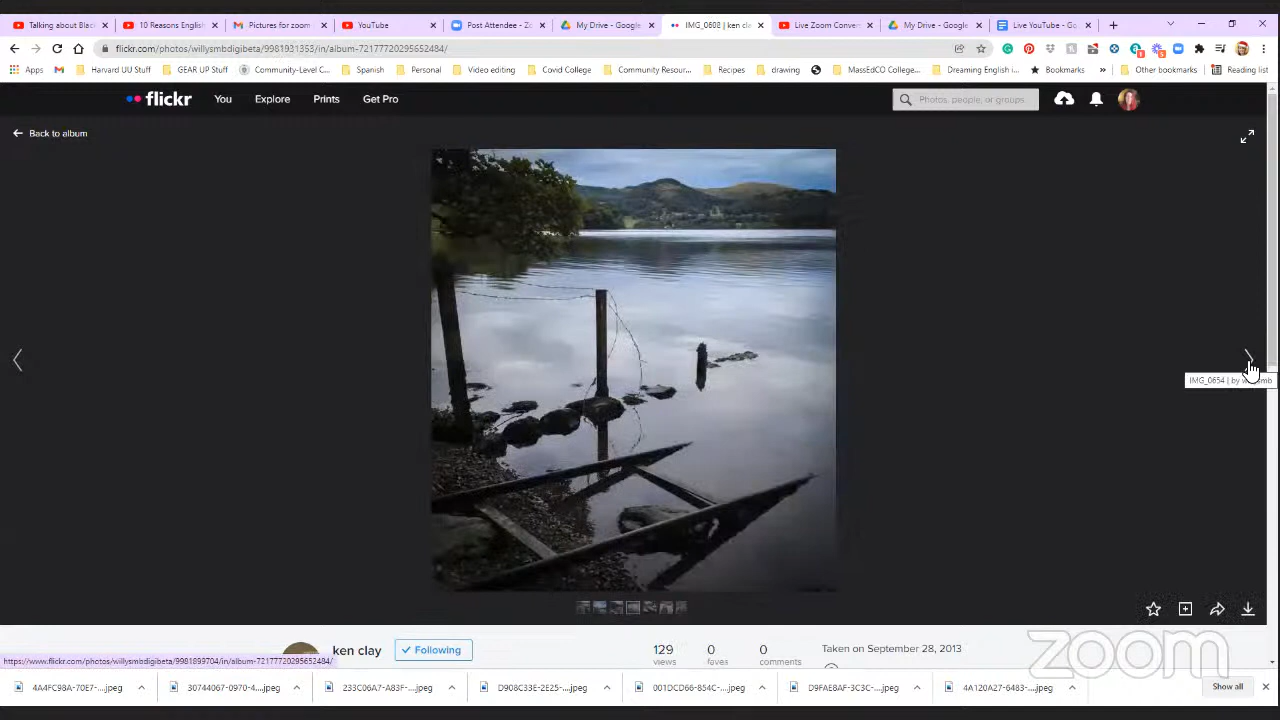 Talking about Blac
10 Reasons English
Pictures for zoom
YouTube
Post Attendee - Z
My Drive - Google
IMG_0608 | ken cla
Live Zoom Conver
My Drive - Google
Live YouTube - Go
flickr.com/photos/willysmbdigibeta/9981931353/in/album-72177720295652484/
Apps
Harvard UU Stuff
GEAR UP Stuff
Community-Level C...
Spanish
Personal
Video editing
Covid College
Community Resour...
Recipes
drawing
MassEdCO College...
Dreaming English i...
Bookmarks
»
Other bookmarks
Reading list
flickr
You
Explore
Prints
Get Pro
Photos, people, or groups
Back to album
IMG_0654 | by
ken clay
Following
129
views
0
faves
0
comments
Taken on September 28, 2013
zoom
https://www.flickr.com/photos/willysmbdigibeta/9981899704/in/album-72177720295652484/
4A4FC98A-70E7-....jpeg
30744067-0970-4....jpeg
233C06A7-A83F-....jpeg
D908CE3E-2E25-....jpeg
001DCD66-854C-....jpeg
D9FAE8AF-3C3C-....jpeg
4A120A27-6483-....jpeg
Show all